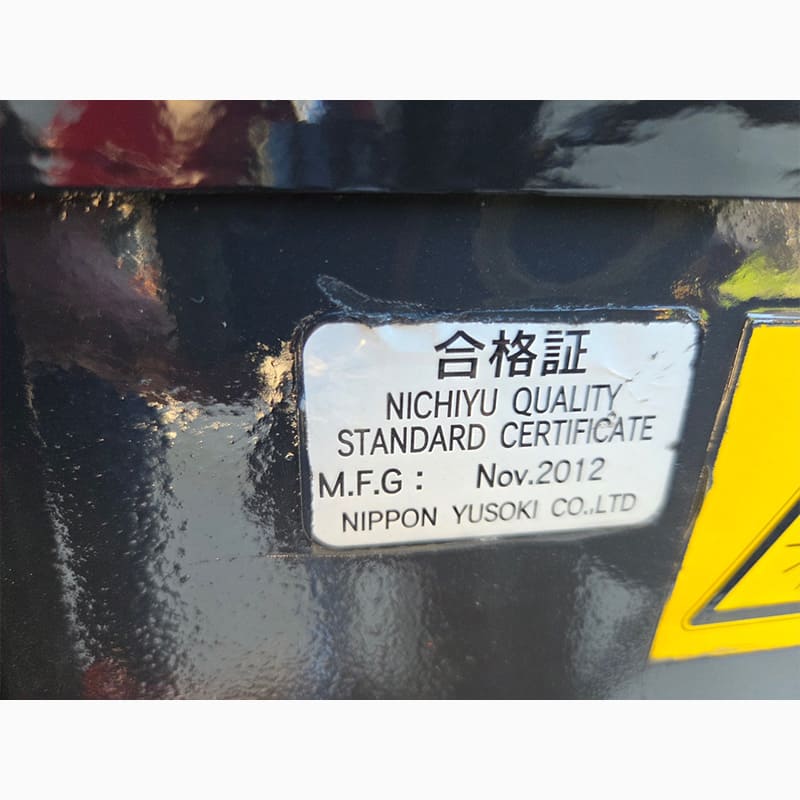 合格証
NICHIYU QUALITY
STANDARD CERTIFICATE
M.F.G : Nov.2012
NIPPON YUSOKI CO.,LTD